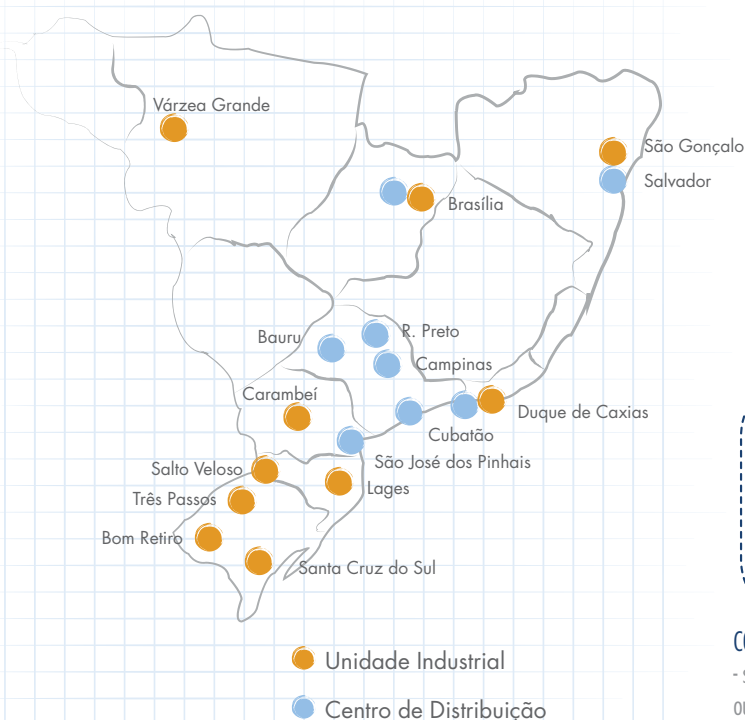 Várzea Grande
São Gonçalo
Salvador
Brasília
R. Preto
Bauru
Campinas
Carambeí
Duque de Caxias
Cubatão
São José dos Pinhais
Salto Veloso
Lages
Três Passos
Bom Retiro
Santa Cruz do Sul
Unidade Industrial
Centro de Distribuição